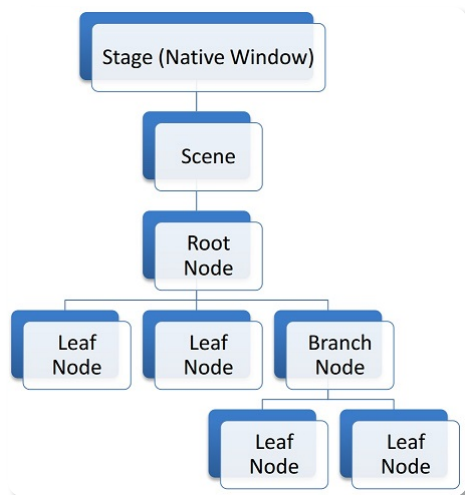 Stage (Native Window)
Scene
Root
Node
Leaf
Node
Leaf
Node
Branch
Node
Leaf
Node
Leaf
Node